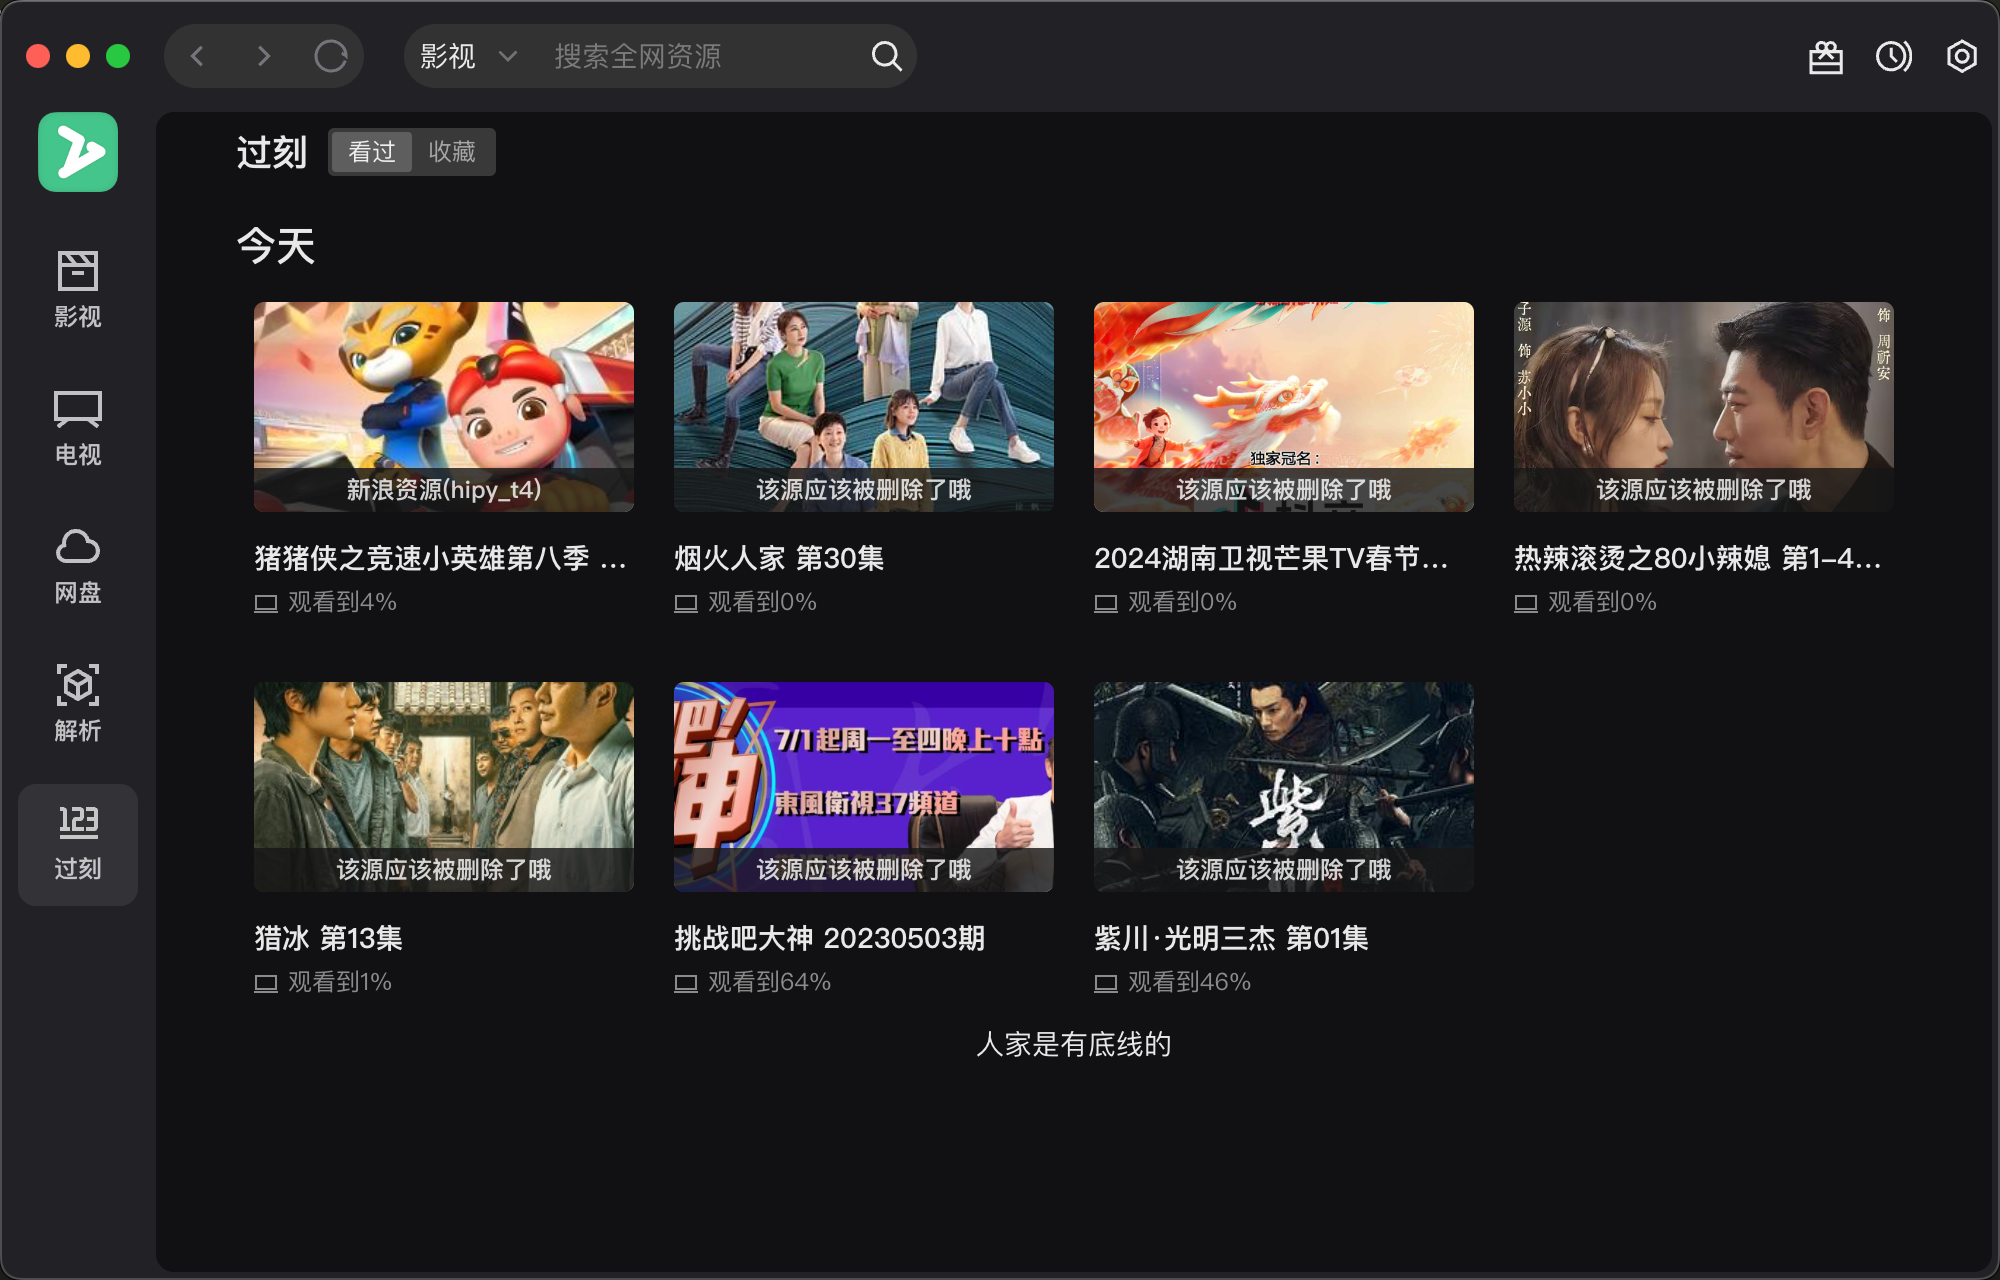 影视
搜索全网资源
过刻
看过
收藏
影视
电视
网盘
解析
123
过刻
今天
新浪资源(hipy_t4)
猪猪侠之竞速小英雄第八季 ...
观看到4%
该源应该被删除了哦
烟火人家 第30集
观看到0%
独家冠名：
该源应该被删除了哦
2024湖南卫视芒果TV春节...
观看到0%
子源 饰 苏小小
饰 周祈安
该源应该被删除了哦
热辣滚烫之80小辣媳 第1-4...
观看到0%
该源应该被删除了哦
猎冰 第13集
观看到1%
吧!
神
7/1起周一至四晚上十點
東風衛視37頻道
该源应该被删除了哦
挑战吧大神 20230503期
观看到64%
紫
该源应该被删除了哦
紫川·光明三杰 第01集
观看到46%
人家是有底线的